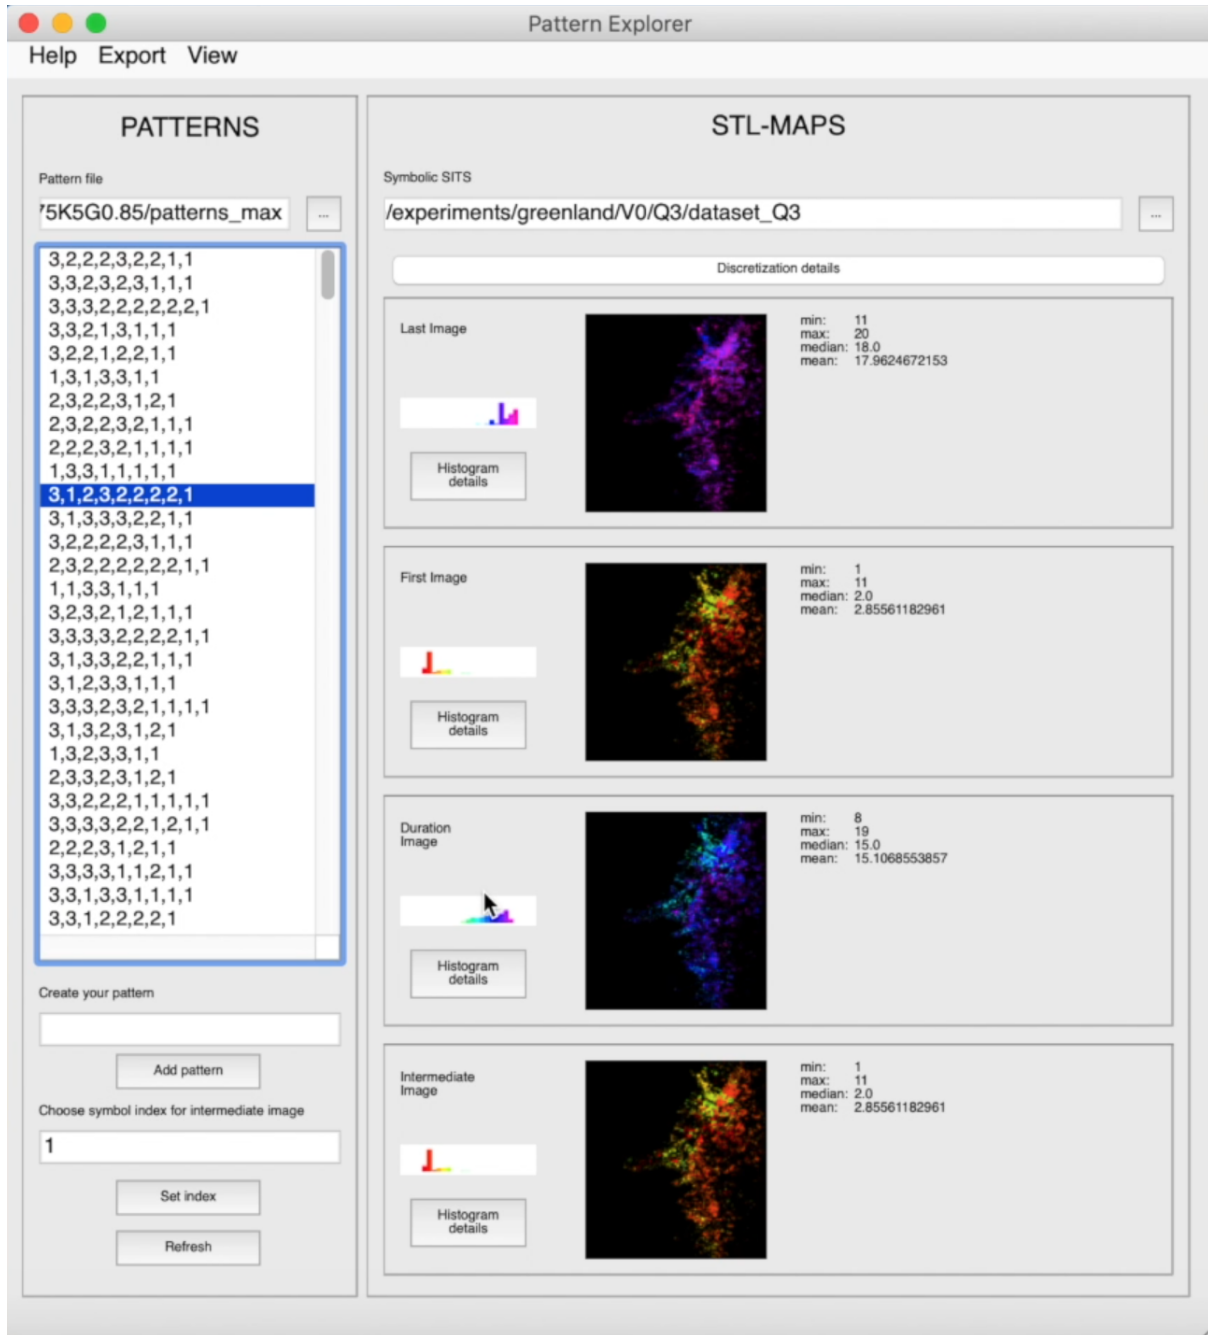 Pattern Explorer
Help Export View
PATTERNS
Pattern file
'5K5G0.85/patterns_max
...
3,2,2,2,3,2,2,1,1
3,3,2,3,2,3,1,1,1
3,3,3,2,2,2,2,2,2,1
3,3,2,1,3,1,1,1
3,2,2,1,2,2,1,1
1,3,1,3,3,1,1
2,3,2,2,3,1,2,1
2,3,2,2,3,2,1,1,1
2,2,2,3,2,1,1,1,1
1,3,3,1,1,1,1,1
3,1,2,3,2,2,2,2,1
3,1,3,3,3,2,2,1,1
3,2,2,2,2,3,1,1,1
2,3,2,2,2,2,2,2,1,1
1,1,3,3,1,1,1
3,2,3,2,1,2,1,1,1
3,3,3,3,2,2,2,2,1,1
3,1,3,3,2,2,1,1,1
3,1,2,3,3,1,1,1
3,3,3,2,3,2,1,1,1,1
3,1,3,2,3,1,2,1
1,3,2,3,3,1,1
2,3,3,2,3,1,2,1
3,3,2,2,2,1,1,1,1,1
3,3,3,3,2,2,1,2,1,1
2,2,2,3,1,2,1,1
3,3,3,3,1,1,2,1,1
3,3,1,3,3,1,1,1,1
3,3,1,2,2,2,2,1
Create your pattern
Add pattern
Choose symbol index for intermediate image
1
Set index
Refresh
STL-MAPS
Symbolic SITS
/experiments/greenland/V0/Q3/dataset_Q3
...
Discretization details
Last Image
Histogram
details
min: 11
max: 20
median: 18.0
mean: 17.9624672153
First Image
Histogram
details
min: 1
max: 11
median: 2.0
mean: 2.85561182961
Duration
Image
Histogram
details
min: 8
max: 19
median: 15.0
mean: 15.1068553857
Intermediate
Image
Histogram
details
min: 1
max: 11
median: 2.0
mean: 2.85561182961